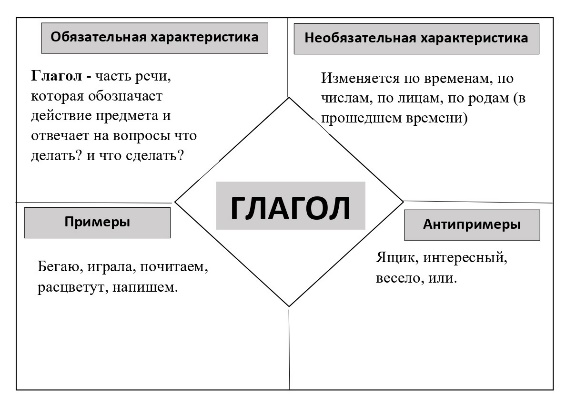 Обязательная характеристика
Глагол - часть речи,
которая обозначает
действие предмета и
отвечает на вопросы что
делать? и что сделать?
Необязательная характеристика
Изменяется по временам, по
числам, по лицам, по родам (в
прошедшем времени)
ГЛАГОЛ
Примеры
Бегаю, играла, почитаем,
расцветут, напишем.
Антипримеры
Ящик, интересный,
весело, или.